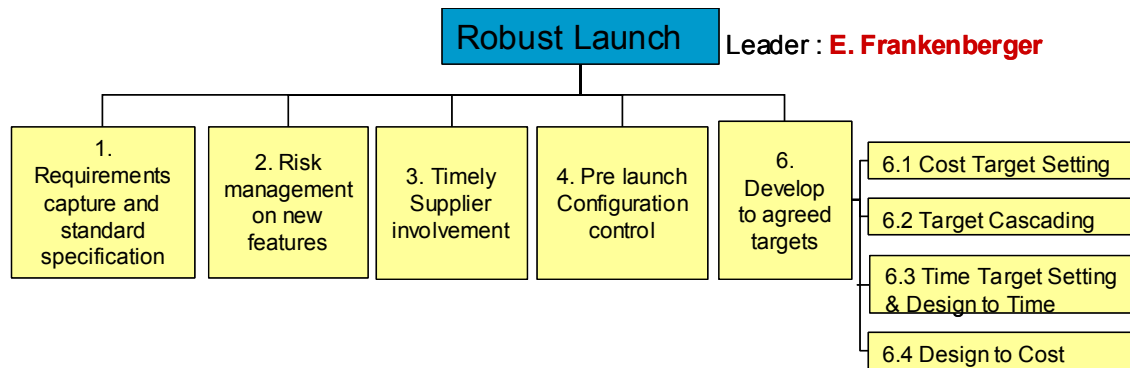 Robust Launch
Leader : E. Frankenberger
1.
Requirements
capture and
standard
specification
2. Risk
management
on new
features
3. Timely
Supplier
involvement
4. Pre launch
Configuration
control
6.
Develop
to agreed
targets
6.1 Cost Target Setting
6.2 Target Cascading
6.3 Time Target Setting
& Design to Time
6.4 Design to Cost